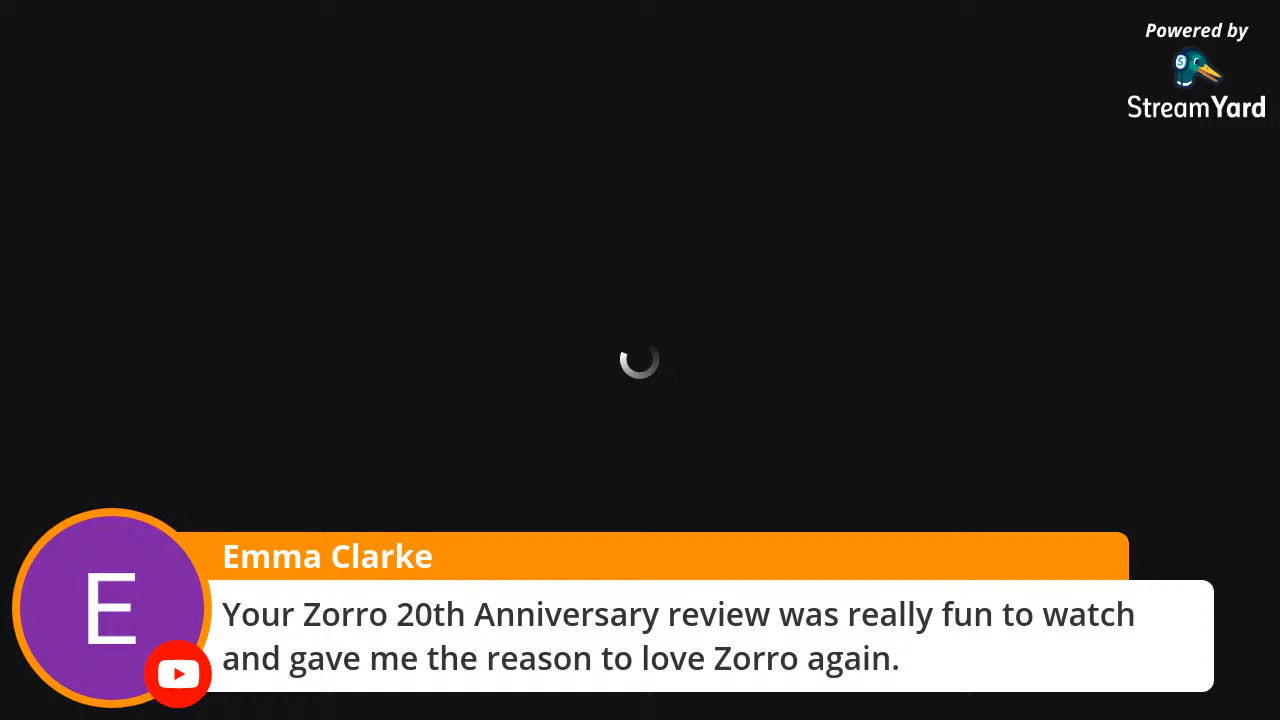 Powered by
S
StreamYard
E
Emma Clarke
Your Zorro 20th Anniversary review was really fun to watch
and gave me the reason to love Zorro again.